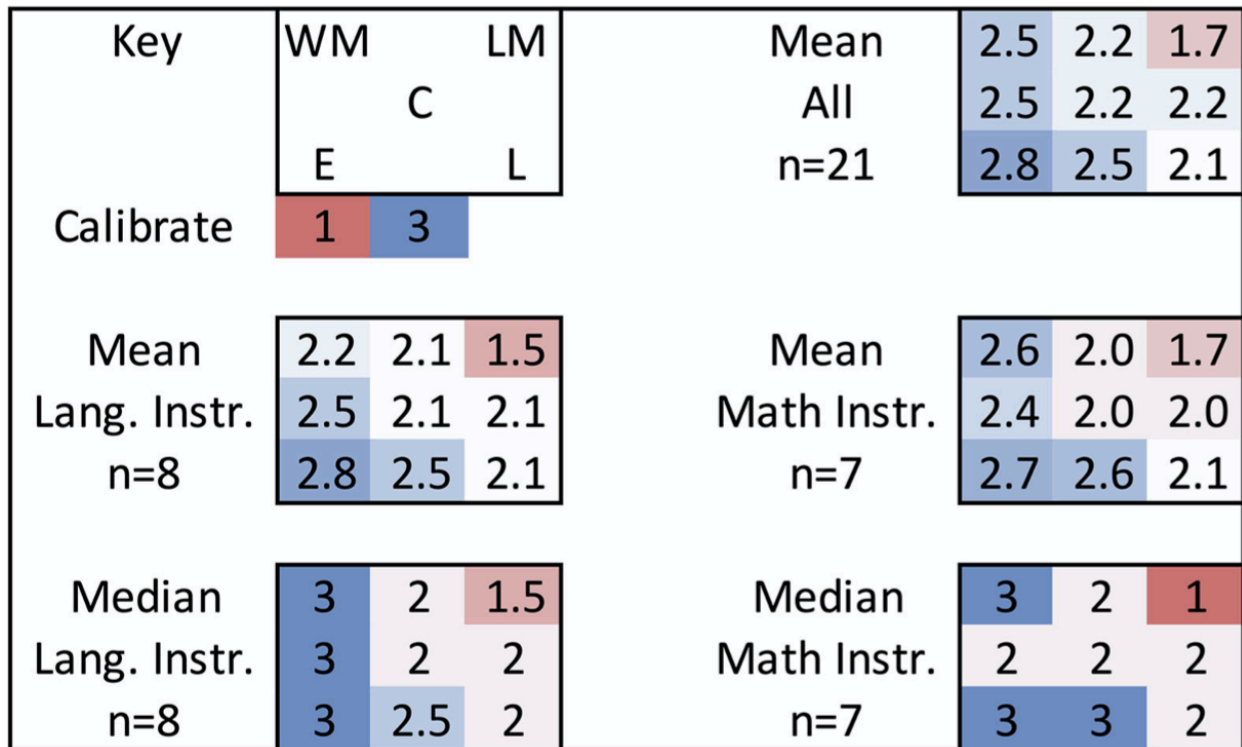 Key WM LM Mean 2.5 2.2 1.7
C All 2.5 2.2 2.2
E L n=21 2.8 2.5 2.1
Calibrate 1 3
Mean 2.2 2.1 1.5 Mean 2.6 2.0 1.7
Lang. Instr. 2.5 2.1 2.1 Math Instr. 2.4 2.0 2.0
n=8 2.8 2.5 2.1 n=7 2.7 2.6 2.1
Median 3 2 1.5 Median 3 2 1
Lang. Instr. 3 2 2 Math Instr. 2 2 2
n=8 3 2.5 2 n=7 3 3 2